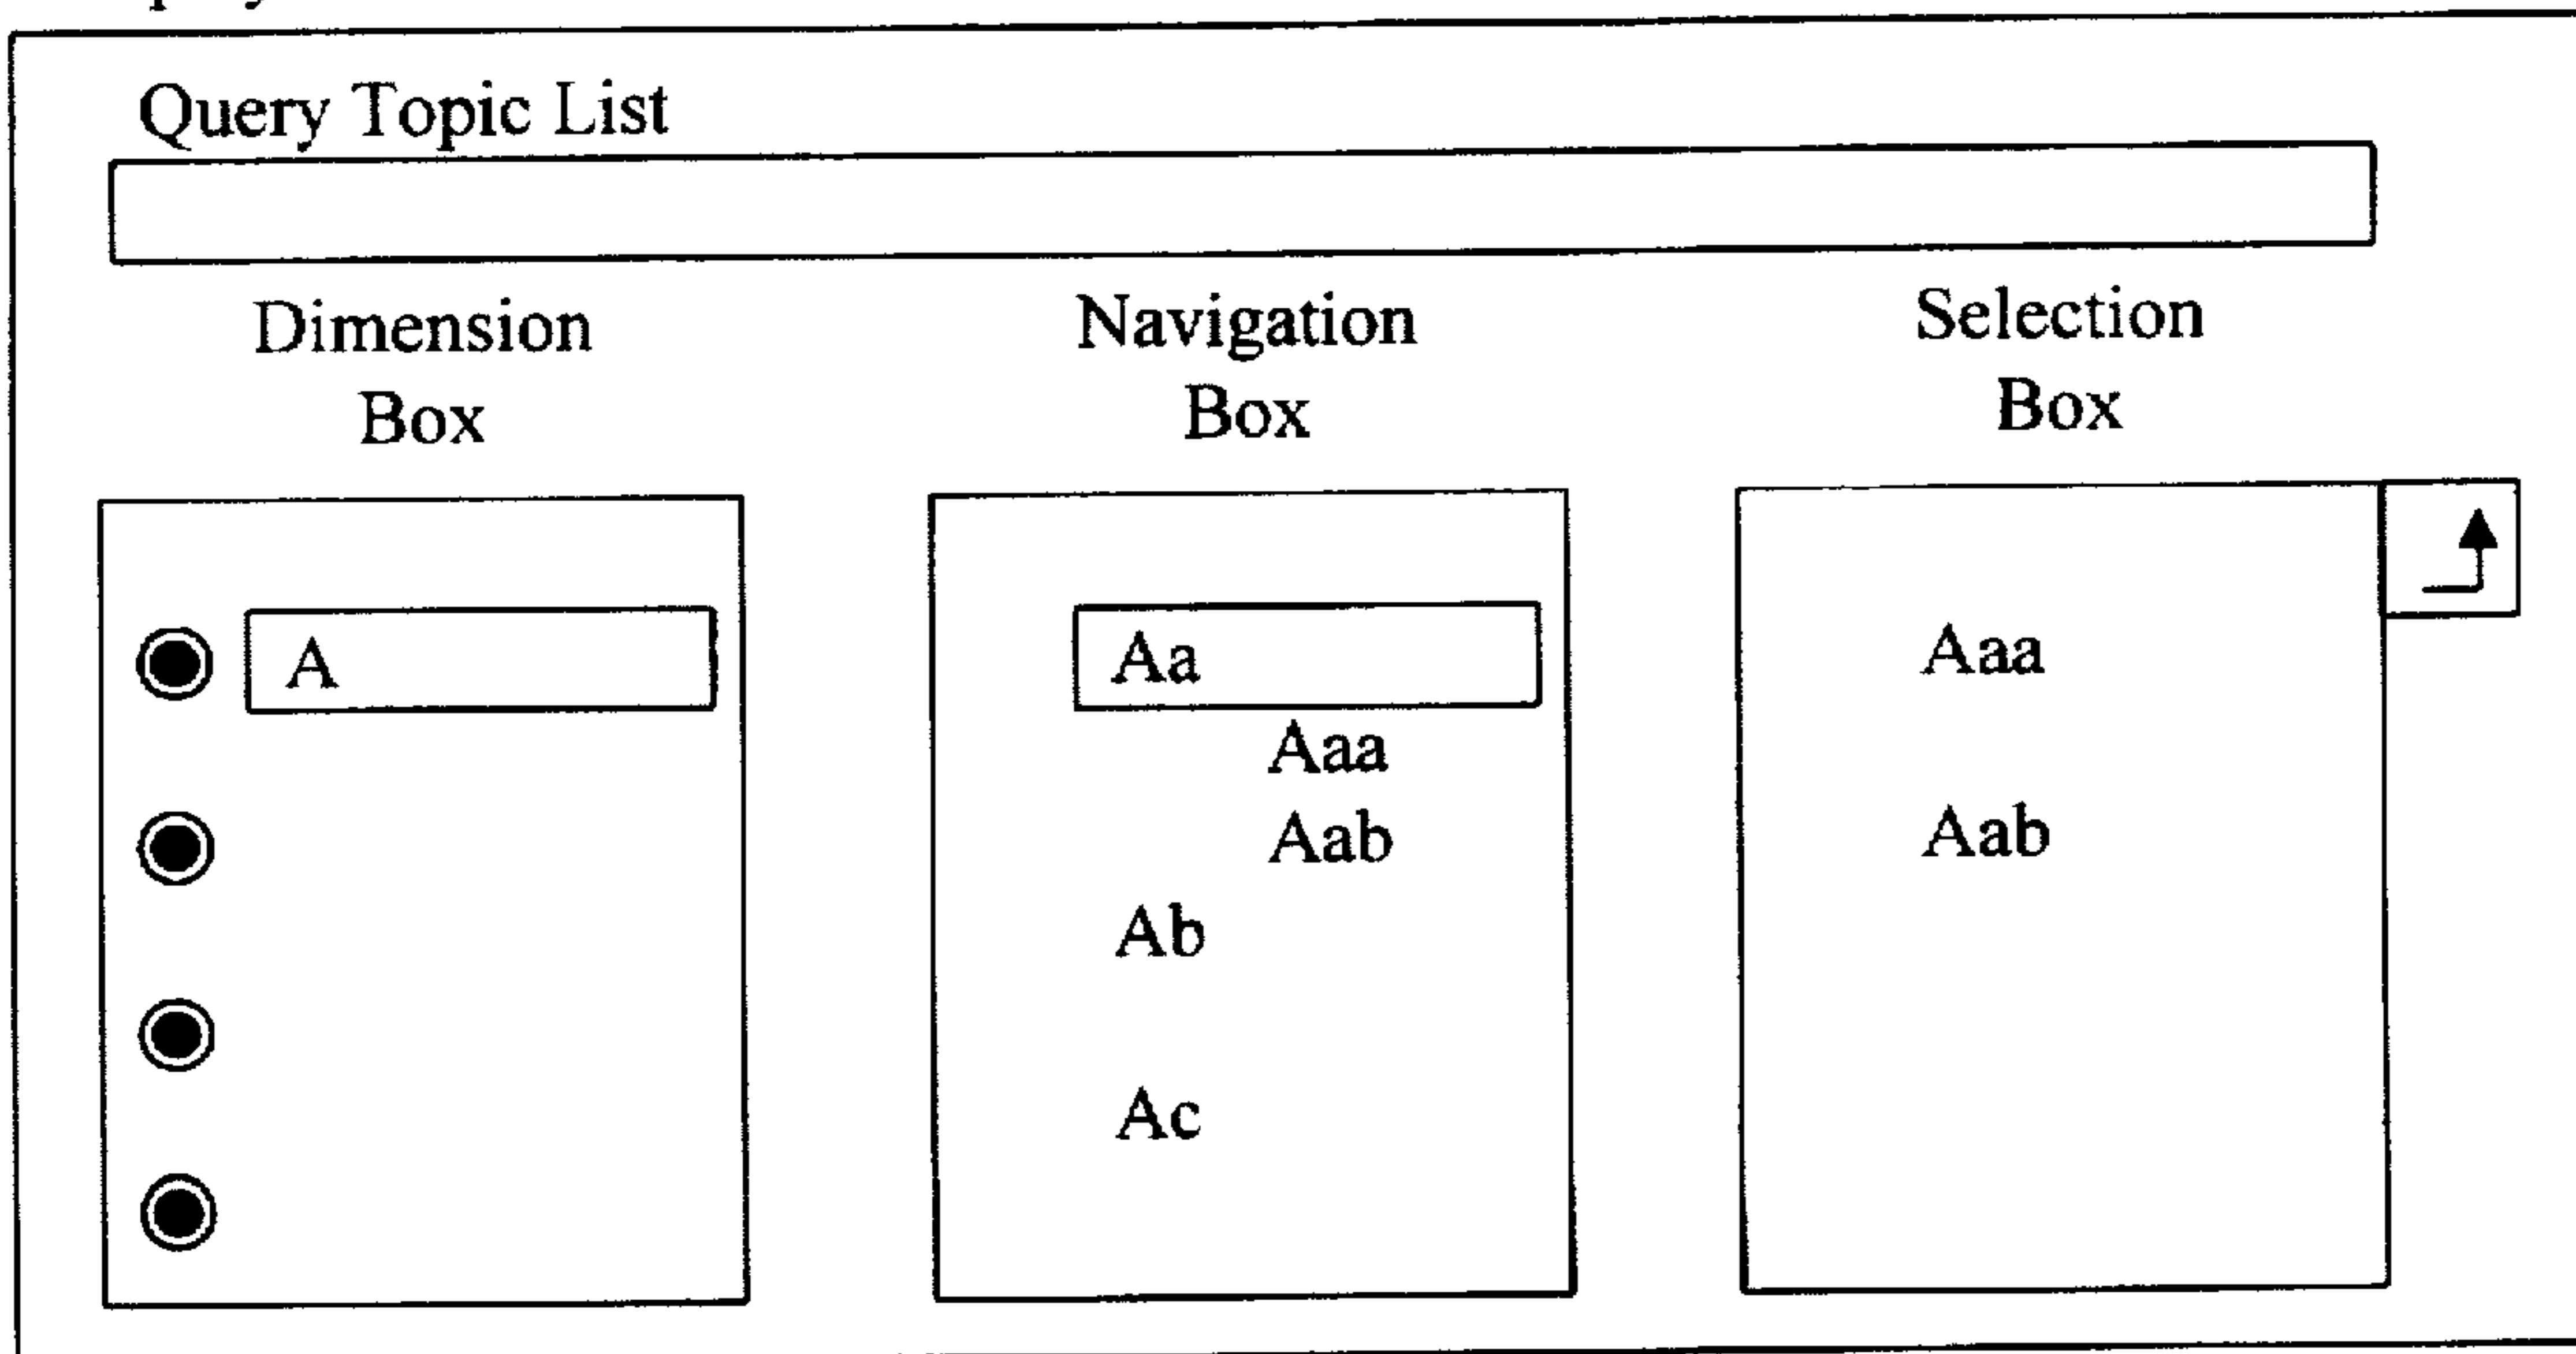 Query Topic List
Dimension
Box
Navigation
Box
Selection
Box
A
Aa
Aaa
Aab
Ab
Ac
Aaa
Aab